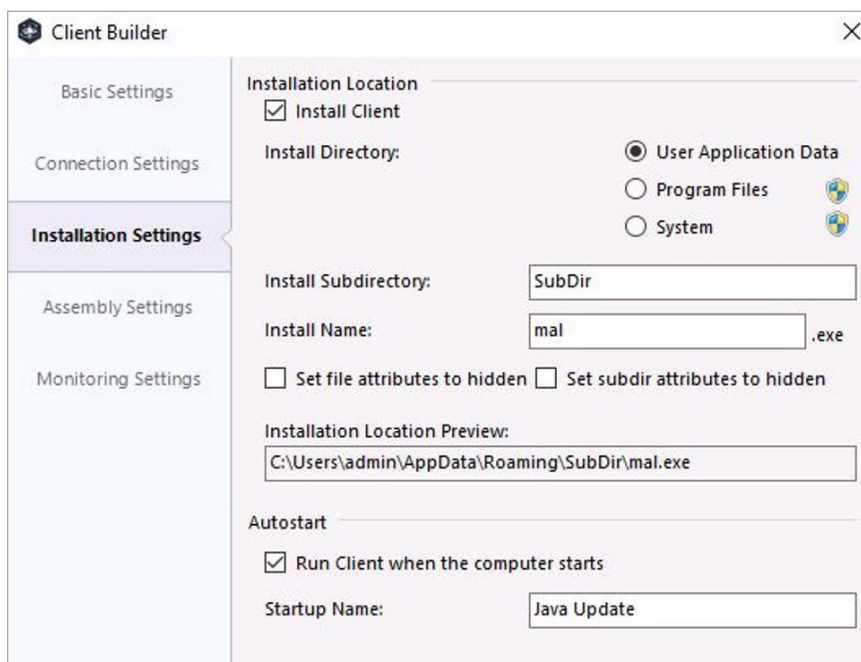 Client Builder
Basic Settings
Connection Settings
Installation Settings
Assembly Settings
Monitoring Settings
Installation Location
Install Client
Install Directory:
User Application Data
Program Files
System
Install Subdirectory:
SubDir
Install Name:
mal
.exe
Set file attributes to hidden
Set subdir attributes to hidden
Installation Location Preview:
C:\Users\admin\AppData\Roaming\SubDir\mal.exe
Autostart
Run Client when the computer starts
Startup Name:
Java Update